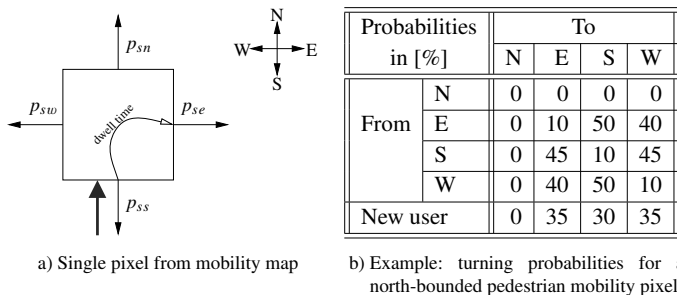 N
W E
S
p_sn
p_sw
p_se
dwell time
p_ss
a) Single pixel from mobility map
Probabilities To
in [%] N E S W
N 0 0 0 0
From E 0 10 50 40
S 0 45 10 45
W 0 40 50 10
New user 0 35 30 35
b) Example: turning probabilities for a
north-bounded pedestrian mobility pixel